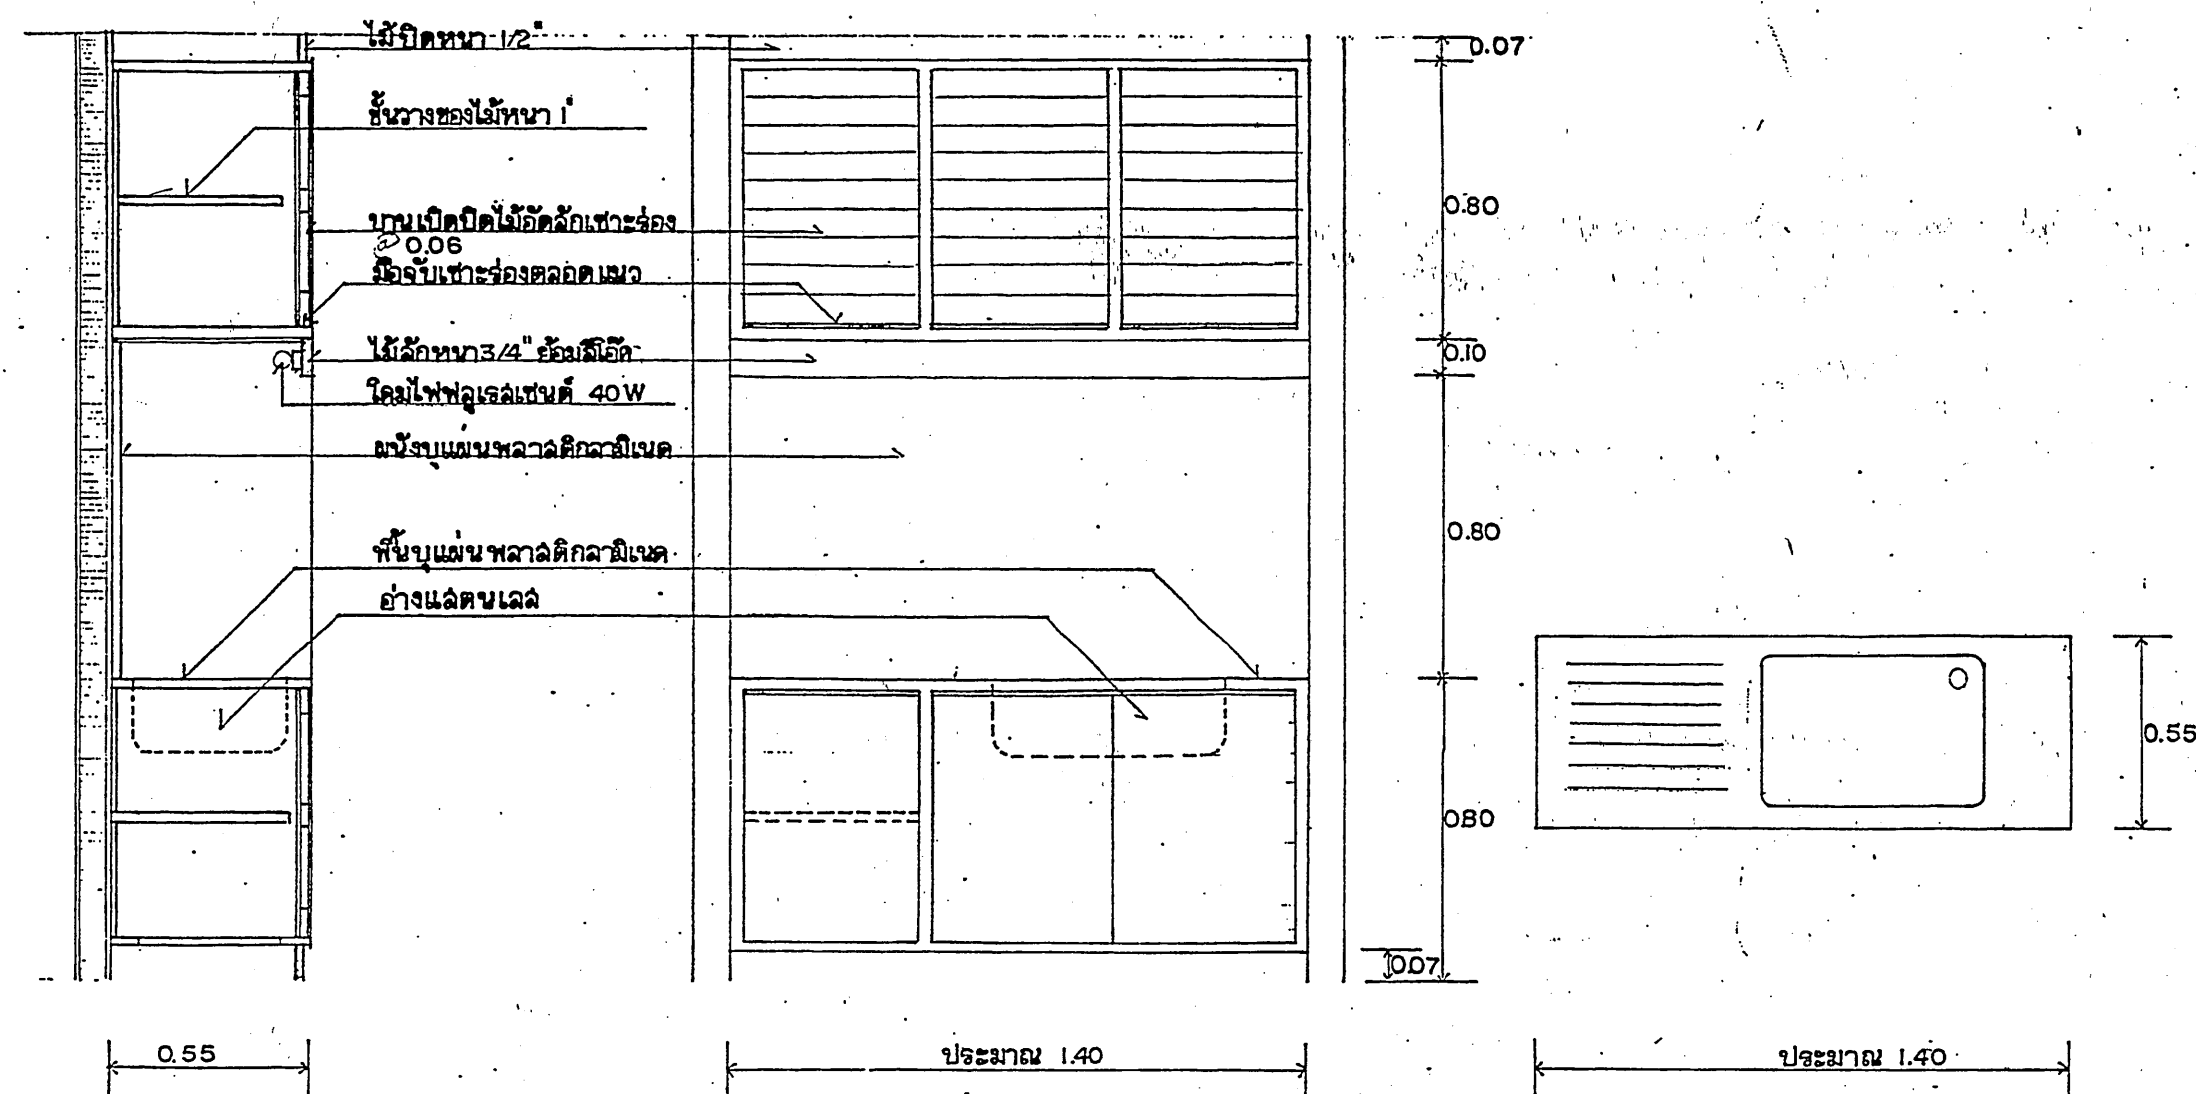 ไม้ปิดหนา 1/2"
ชั้นวางของไม้หนา 1"
บานเปิดปิดไม้อัดสักเซาะร่อง
@ 0.06
มือจับเซาะร่องตลอดแนว
ไม้สักหนา 3/4" ย้อมสีโอ๊ค
โคมไฟฟลูเรสเซนต์ 40W
ผนังบุแผ่นพลาสติกลามิเนต
พื้นบุแผ่นพลาสติกลามิเนต
อ่างแสตนเลส
0.07
0.80
0.10
0.80
0.80
0.07
0.55
0.55
ประมาณ 1.40
ประมาณ 1.40